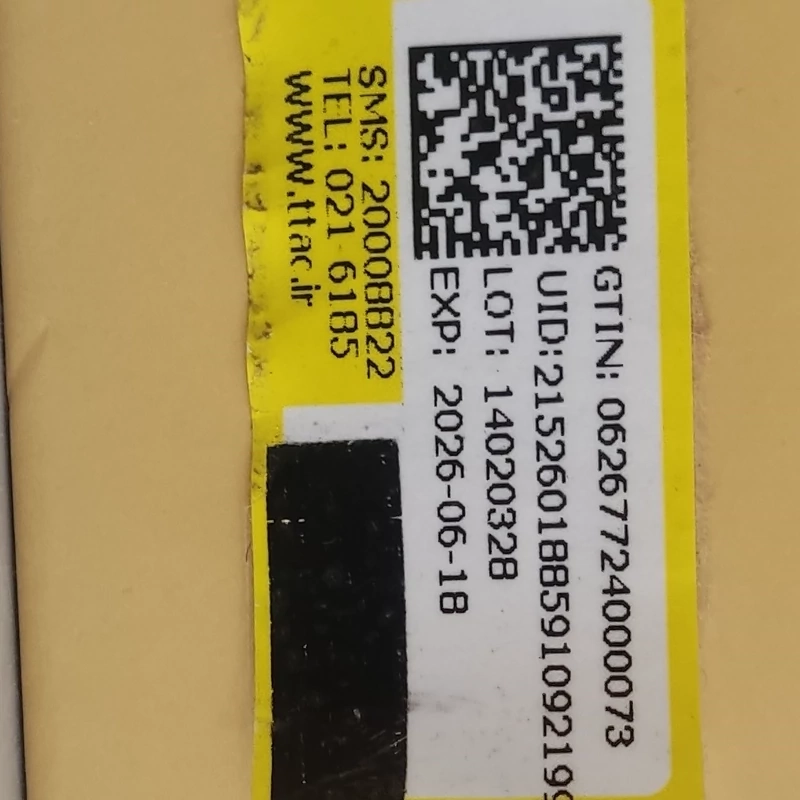 GTIN: 06267724000073
UID:21526018859109219
LOT: 14020328
EXP: 2026-06-18
SMS: 20008822
TEL: 021 6185
www.ttac.ir